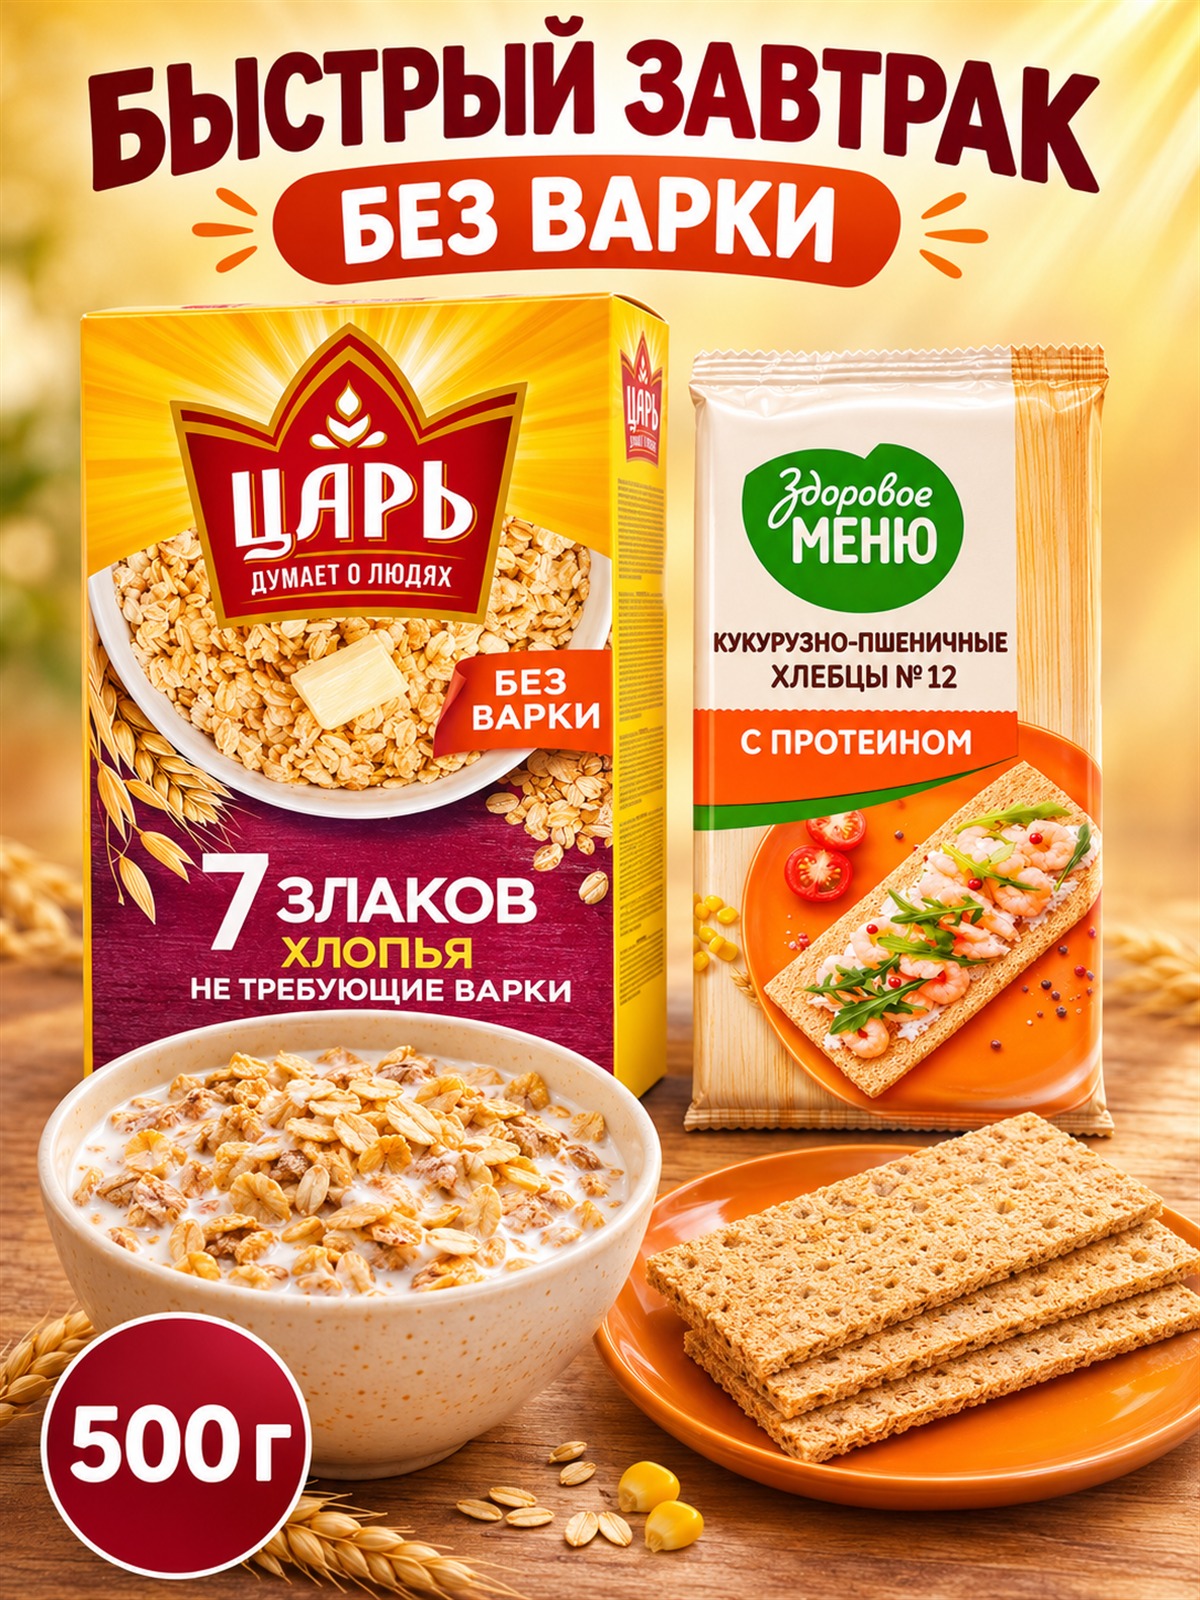 БЫСТРЫЙ ЗАВТРАК
БЕЗ ВАРКИ
ЦАРЬ
ДУМАЕТ О ЛЮДЯХ
БЕЗ
ВАРКИ
7 ЗЛАКОВ
ХЛОПЬЯ
НЕ ТРЕБУЮЩИЕ ВАРКИ
ЦАРЬ
Здоровое
МЕНЮ
КУКУРУЗНО-ПШЕНИЧНЫЕ
ХЛЕБЦЫ № 12
С ПРОТЕИНОМ
500 г